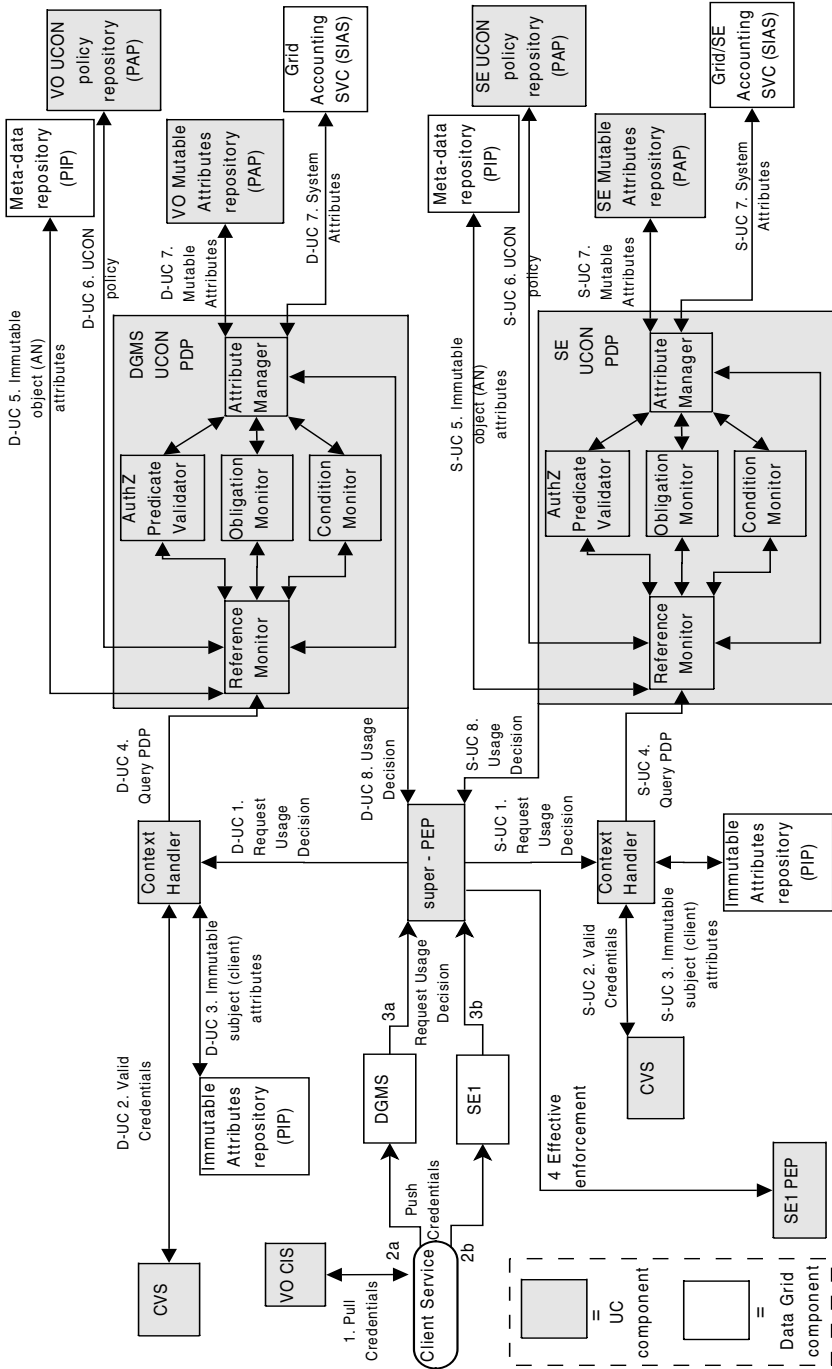 CVS
D-UC 2. Valid
Credentials
Immutable
Attributes
repository
(PIP)
D-UC 3. Immutable
subject (client)
attributes
Context
Handler
D-UC 4.
Query PDP
D-UC 1.
Request
Usage
Decision
D-UC 5. Immutable
object (AN)
attributes
Meta-data
repository
(PIP)
D-UC 6. UCON
policy
VO UCON
policy
repository
(PAP)
DGMS
UCON
PDP
Reference
Monitor
AuthZ
Predicate
Validator
Obligation
Monitor
Condition
Monitor
Attribute
Manager
D-UC 7.
Mutable
Attributes
VO Mutable
Attributes
repository
(PAP)
D-UC 7. System
Attributes
Grid
Accounting
SVC (SIAS)
D-UC 8. Usage
Decision
VO CIS
1. Pull
Credentials
Client Service
2a
Push
Credentials
2b
DGMS
SE1
3a
Request Usage
Decision
3b
super - PEP
S-UC 8.
Usage
Decision
S-UC 1.
Request
Usage
Decision
4 Effective
enforcement
SE1 PEP
CVS
S-UC 2. Valid
Credentials
S-UC 3. Immutable
subject (client)
attributes
Context
Handler
Immutable
Attributes
repository
(PIP)
S-UC 4.
Query PDP
S-UC 5. Immutable
object (AN)
attributes
Meta-data
repository
(PIP)
S-UC 6. UCON
policy
SE UCON
policy
repository
(PAP)
SE
UCON
PDP
Reference
Monitor
AuthZ
Predicate
Validator
Obligation
Monitor
Condition
Monitor
Attribute
Manager
S-UC 7.
Mutable
Attributes
SE Mutable
Attributes
repository
(PAP)
S-UC 7. System
Attributes
Grid/SE
Accounting
SVC (SIAS)
=
UC
component
=
Data Grid
component